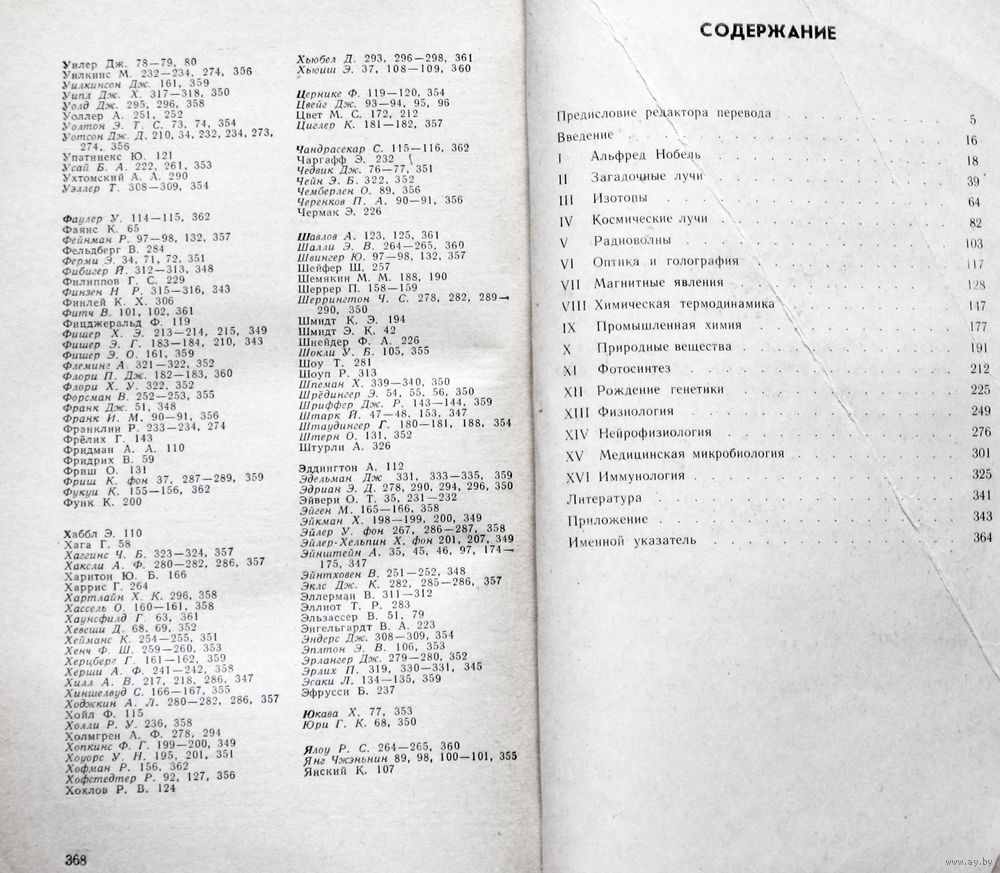 Уилер Дж. 78—79, 80
Уилкинс М. 232—234, 274, 356
Уилкинсон Дж. 161, 359
Уипл Дж. Х. 317—318, 350
Уолд Дж. 295, 296, 358
Уоллер А. 251, 252
Уолтон Э. Т. С. 73, 74, 354
Уотсон Дж. Д. 210, 34, 232, 234, 273,
274, 356
Упатниекс Ю. 121
Усай Б. А. 222, 261, 353
Ухтомский А. А. 290
Уэллер Т. 308—309, 354
Фаулер У. 114—115, 362
Фаянс К. 65
Фейнман Р. 97—98, 132, 357
Фельдберг В. 284
Ферми Э. 34, 71, 72, 351
Фибигер Й. 312—313, 348
Филиппов Г. С. 229
Финзен Н Р. 315—316, 343
Финлей К. Х. 306
Фитч В. 101, 102, 361
Фицджеральд Ф. 119
Фишер Х. Э. 213—214, 215, 349
Фишер Э. Г. 183—184, 210, 343
Фишер Э. О. 161, 359
Флеминг А. 321—322, 352
Флори П. Дж. 182—183, 360
Флори Х. У. 322, 352
Форсман В. 252—253, 355
Франк Дж. 51, 348
Франк И. М. 90—91, 356
Франклин Р. 233—234, 274
Фрёлих Г. 143
Фридман А. А. 110
Фридрих В. 59
Фриш О. 131
Фриш К. фон 37, 287—289, 359
Фукуи К. 155—156, 362
Функ К. 200
Хаббл Э. 110
Хага Г. 58
Хаггинс Ч. Б. 323—324, 357
Хаксли А. Ф. 280—282, 286, 357
Харитон Ю. Б. 166
Харрис Г. 264
Хартлайн Х. К. 296, 358
Хассель О. 160—161, 358
Хаунсфилд Г. 63, 361
Хевеши Д. 68, 69, 352
Хейманс К. 254—255, 351
Хенч Ф. Ш. 259—260, 353
Херцберг Г. 161—162, 359
Херши А. Ф. 241—242, 358
Хилл А. В. 217, 218, 286, 347
Хиншелвуд С. 166—167, 355
Ходжкин А. Л. 280—282, 286, 357
Хойл Ф. 115
Холли Р. У. 236, 358
Холмгрен А. Ф. 278, 294
Хопкинс Ф. Г. 199—200, 349
Хоуорс У. Н. 195, 201, 351
Хофман Р. 156, 362
Хофстедтер Р. 92, 127, 356
Хохлов Р. В. 124
368
Хьюбел Д. 293, 296—298, 361
Хьюиш Э. 37, 108—109, 360
Цернике Ф. 119—120, 354
Цвейг Дж. 93—94, 95, 96
Цвет М. С. 172, 212
Циглер К. 181—182, 357
Чандрасекар С. 115—116, 362
Чаргафф Э. 232
Чедвик Дж. 76—77, 351
Чейн Э. Б. 322, 352
Чемберлен О. 89, 356
Черенков П. А. 90—91, 356
Чермак Э. 226
Шавлов А. 123, 125, 361
Шалли Э. В. 264—265, 360
Швингер Ю. 97—98, 132, 357
Шейфер Ш. 257
Шемякин М. М. 188, 190
Шеррер П. 158—159
Шеррингтон Ч. С. 278, 282, 289—
290, 350
Шмидт К. Э. 194
Шмидт Э. К. 42
Шнейдер Ф. А. 226
Шокли У. Б. 105, 355
Шоу Т. 281
Шоуп Р. 313
Шпеман Х. 339—340, 350
Шрёдингер Э. 54, 55, 56, 350
Шриффер Дж. Р. 143—144, 359
Штарк Й. 47—48, 153, 347
Штаудингер Г. 180—181, 188, 354
Штерн О. 131, 352
Штурли А. 326
Эддингтон А. 112
Эдельман Дж 331, 333—335, 359
Эдриан Э. Д. 278, 290, 294, 296, 350
Эйвери О. Т. 35, 231—232
Эйген М. 165—166, 358
Эйкман Х. 198—199, 200, 349
Эйлер У. фон 267, 286—287, 358
Эйлер-Хельпин Х. фон 201, 207, 349
Эйнштейн А. 35, 45, 46, 97, 174—
175, 347
Эйнтховен В. 251—252, 348
Эклс Дж. К. 282, 285—286, 357
Эллерман В. 311—312
Эллиот Т. Р. 283
Эльзассер В. 51, 79
Энгельгардт В. А. 223
Эндерс Дж. 308—309, 354
Эплтон Э. В. 106, 353
Эрлангер Дж. 279—280, 352
Эрлих П. 319, 330—331, 345
Эсаки Л. 134—135, 359
Эфрусси Б. 237
Юкава Х. 77, 353
Юри Г. К. 68, 350
Ялоу Р. С. 264—265, 360
Янг Чжэньнин 89, 98, 100—101, 355
Янский К. 107
СОДЕРЖАНИЕ
Предисловие редактора перевода 5
Введение 16
I Альфред Нобель 18
II Загадочные лучи 39
III Изотопы 64
IV Космические лучи 82
V Радиоволны 103
VI Оптика и голография 117
VII Магнитные явления 128
VIII Химическая термодинамика 147
IX Промышленная химия 177
X Природные вещества 191
XI Фотосинтез 212
XII Рождение генетики 225
XIII Физиология 249
XIV Нейрофизиология 276
XV Медицинская микробиология 301
XVI Иммунология 325
Литература 341
Приложение 343
Именной указатель 364
www.ay.by